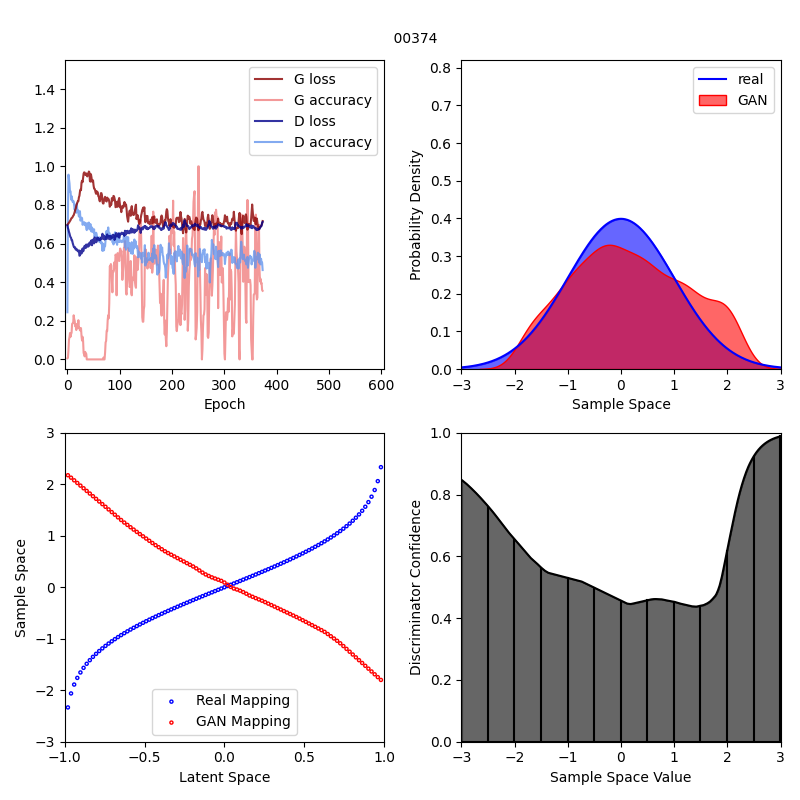 00374
G loss
G accuracy
D loss
D accuracy
1.4
1.2
1.0
0.8
0.6
0.4
0.2
0.0
0 100 200 300 400 500 600
Epoch
real
GAN
Probability Density
0.8
0.7
0.6
0.5
0.4
0.3
0.2
0.1
0.0
−3 −2 −1 0 1 2 3
Sample Space
Sample Space
3
2
1
0
−1
−2
−3
Real Mapping
GAN Mapping
−1.0 −0.5 0.0 0.5 1.0
Latent Space
Discriminator Confidence
1.0
0.8
0.6
0.4
0.2
0.0
−3 −2 −1 0 1 2 3
Sample Space Value